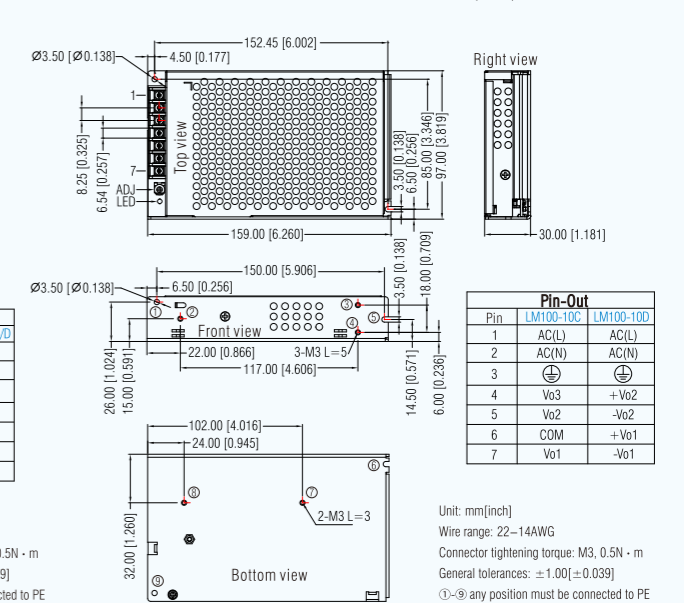 152.45 [6.002]
Ø3.50 [Ø0.138]
4.50 [0.177]
Right view
1
7
ADJ
LED
Top view
8.25 [0.325]
6.54 [0.257]
3.50 [0.138]
6.50 [0.256]
85.00 [3.346]
97.00 [3.819]
159.00 [6.260]
30.00 [1.181]
150.00 [5.906]
Ø3.50 [Ø0.138]
6.50 [0.256]
3.50 [0.138]
18.00 [0.709]
① ② ③ ④ ⑤
Front view
22.00 [0.866]
3-M3 L=5
117.00 [4.606]
26.00 [1.024]
15.00 [0.591]
14.50 [0.571]
6.00 [0.236]
102.00 [4.016]
24.00 [0.945]
⑥
⑧ ⑦
2-M3 L=3
32.00 [1.260]
⑨
Bottom view
Pin-Out
Pin LM100-10C LM100-10D
1 AC(L) AC(L)
2 AC(N) AC(N)
3
4 Vo3 +Vo2
5 Vo2 -Vo2
6 COM +Vo1
7 Vo1 -Vo1
Unit: mm[inch]
Wire range: 22−14AWG
Connector tightening torque: M3, 0.5N · m
General tolerances: ±1.00[±0.039]
①-⑨ any position must be connected to PE
/D
0.5N · m
9]
cted to PE